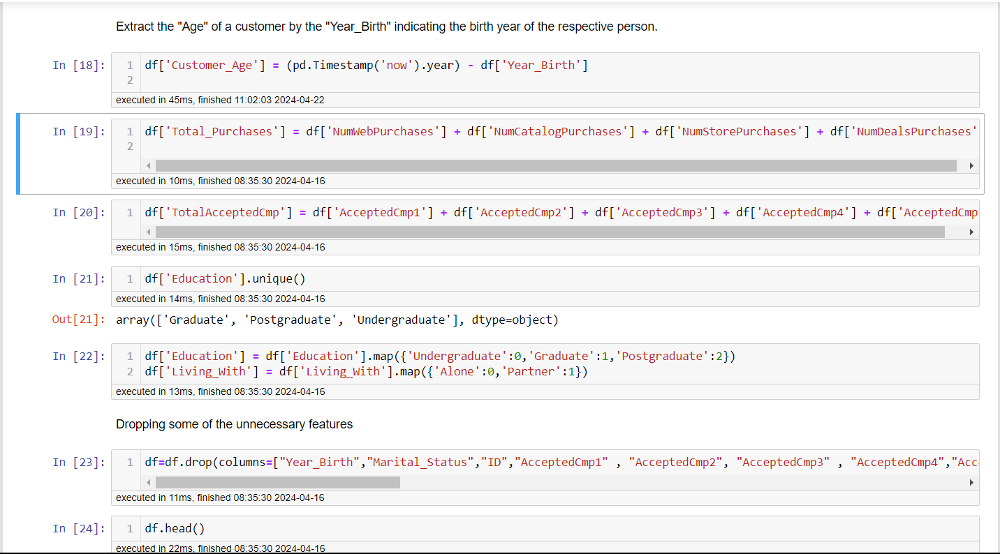 Extract the "Age" of a customer by the "Year_Birth" indicating the birth year of the respective person.
In [18]:
1 df['Customer_Age'] = (pd.Timestamp('now').year) - df['Year_Birth']
2
executed in 45ms, finished 11:02:03 2024-04-22
In [19]:
1 df['Total_Purchases'] = df['NumWebPurchases'] + df['NumCatalogPurchases'] + df['NumStorePurchases'] + df['NumDealsPurchases'
2
executed in 10ms, finished 08:35:30 2024-04-16
In [20]:
1 df['TotalAcceptedCmp'] = df['AcceptedCmp1'] + df['AcceptedCmp2'] + df['AcceptedCmp3'] + df['AcceptedCmp4'] + df['AcceptedCmp
executed in 15ms, finished 08:35:30 2024-04-16
In [21]:
1 df['Education'].unique()
executed in 14ms, finished 08:35:30 2024-04-16
Out[21]: array(['Graduate', 'Postgraduate', 'Undergraduate'], dtype=object)
In [22]:
1 df['Education'] = df['Education'].map({'Undergraduate':0,'Graduate':1,'Postgraduate':2})
2 df['Living_With'] = df['Living_With'].map({'Alone':0,'Partner':1})
executed in 13ms, finished 08:35:30 2024-04-16
Dropping some of the unnecessary features
In [23]:
1 df=df.drop(columns=["Year_Birth","Marital_Status","ID","AcceptedCmp1" , "AcceptedCmp2", "AcceptedCmp3" , "AcceptedCmp4","Acc
executed in 11ms, finished 08:35:30 2024-04-16
In [24]:
1 df.head()
executed in 22ms, finished 08:35:30 2024-04-16